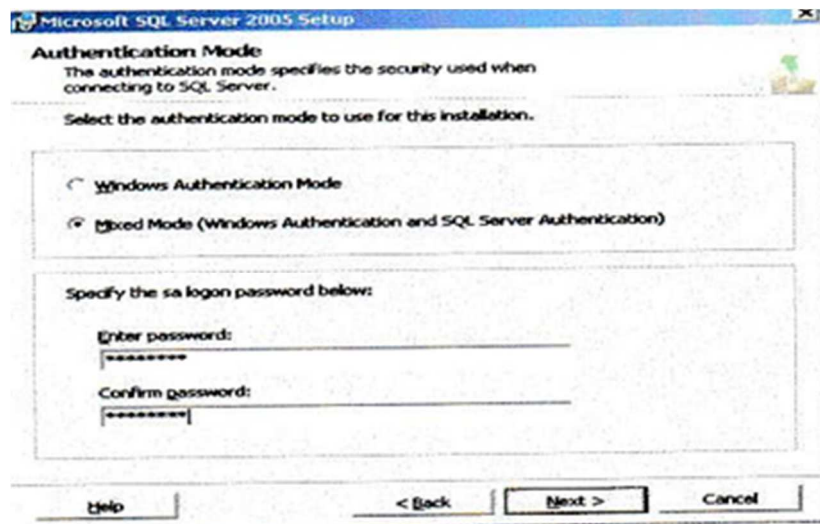 Microsoft SQL Server 2005 Setup
Authentication Mode
The authentication mode specifies the security used when
connecting to SQL Server.
Select the authentication mode to use for this installation.
Windows Authentication Mode
Mixed Mode (Windows Authentication and SQL Server Authentication)
Specify the sa logon password below:
Enter password:
********
Confirm password:
********
Help
< Back
Next >
Cancel